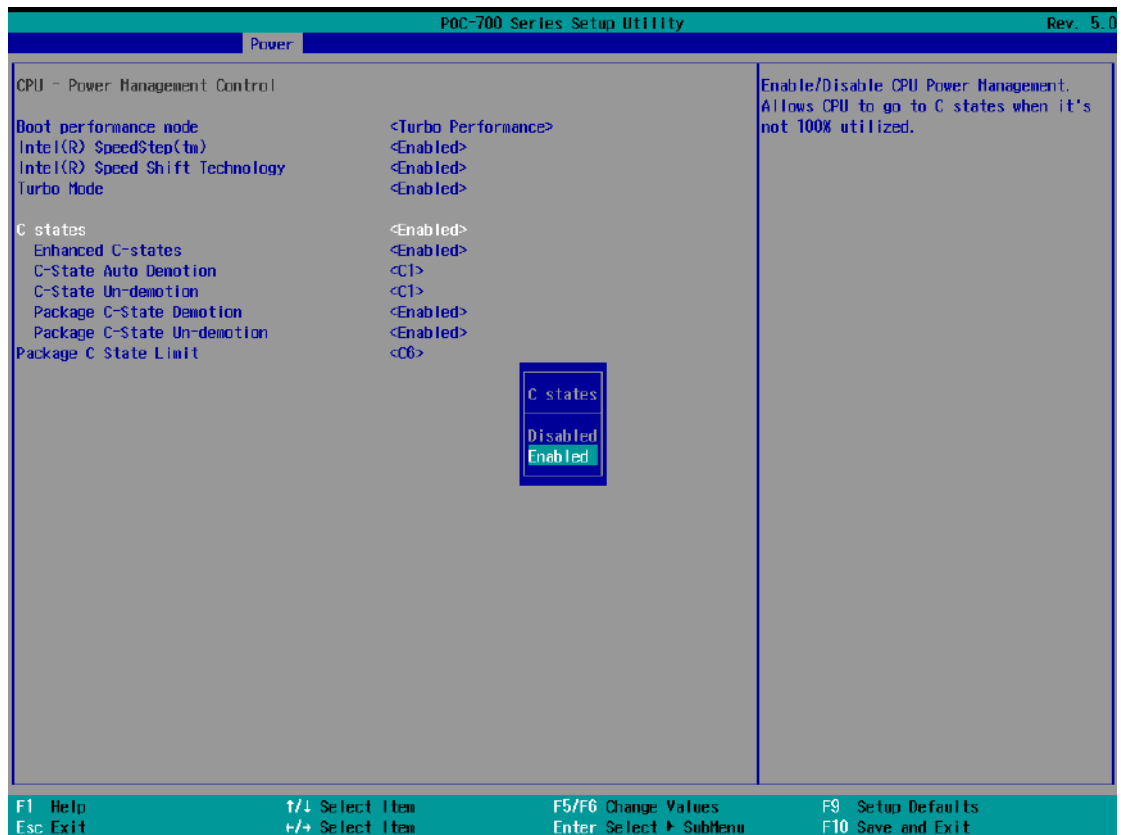 POC-700 Series Setup Utility Rev. 5.0
Power
CPU - Power Management Control
Boot performance mode <Turbo Performance>
Intel(R) SpeedStep(tm) <Enabled>
Intel(R) Speed Shift Technology <Enabled>
Turbo Mode <Enabled>
C states <Enabled>
Enhanced C-states <Enabled>
C-State Auto Demotion <C1>
C-State Un-demotion <C1>
Package C-State Demotion <Enabled>
Package C-State Un-demotion <Enabled>
Package C State Limit <C6>
C states
Disabled
Enabled
Enable/Disable CPU Power Management.
Allows CPU to go to C states when it's
not 100% utilized.
F1 Help ↑/↓ Select Item F5/F6 Change Values F9 Setup Defaults
Esc Exit ←/→ Select Item Enter Select ▶ SubMenu F10 Save and Exit